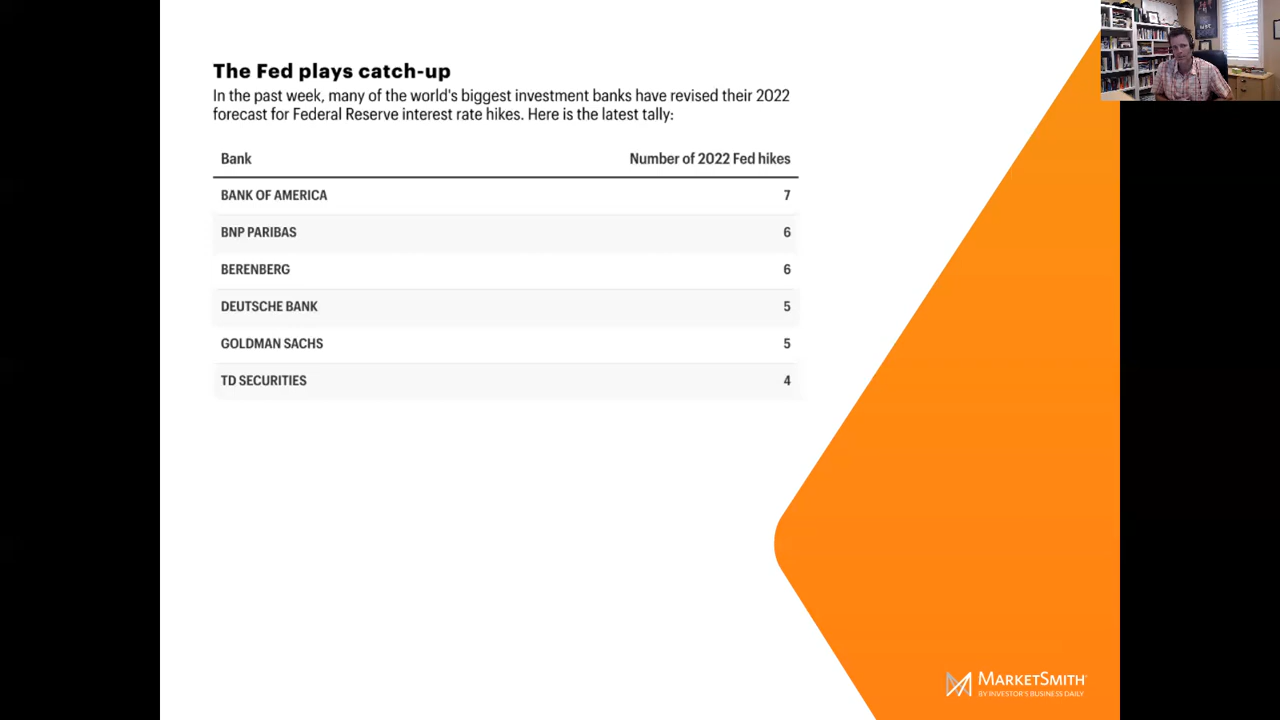 The Fed plays catch-up
In the past week, many of the world's biggest investment banks have revised their 2022
forecast for Federal Reserve interest rate hikes. Here is the latest tally:
Bank Number of 2022 Fed hikes
BANK OF AMERICA 7
BNP PARIBAS 6
BERENBERG 6
DEUTSCHE BANK 5
GOLDMAN SACHS 5
TD SECURITIES 4
MARKETSMITH
BY INVESTOR'S BUSINESS DAILY